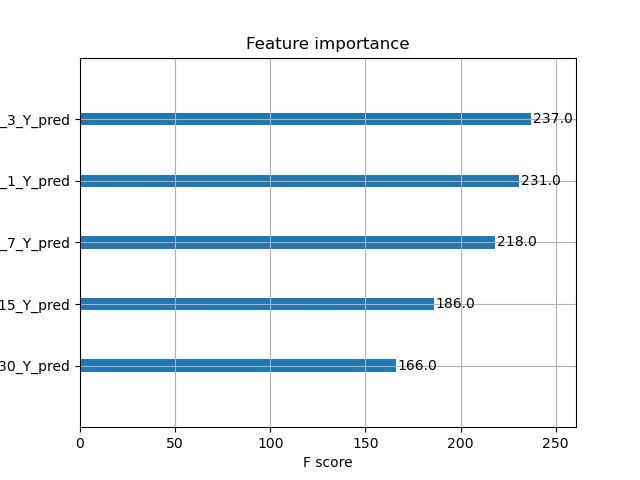 Feature importance
_3_Y_pred 237.0
_1_Y_pred 231.0
_7_Y_pred 218.0
15_Y_pred 186.0
30_Y_pred 166.0
0 50 100 150 200 250
F score